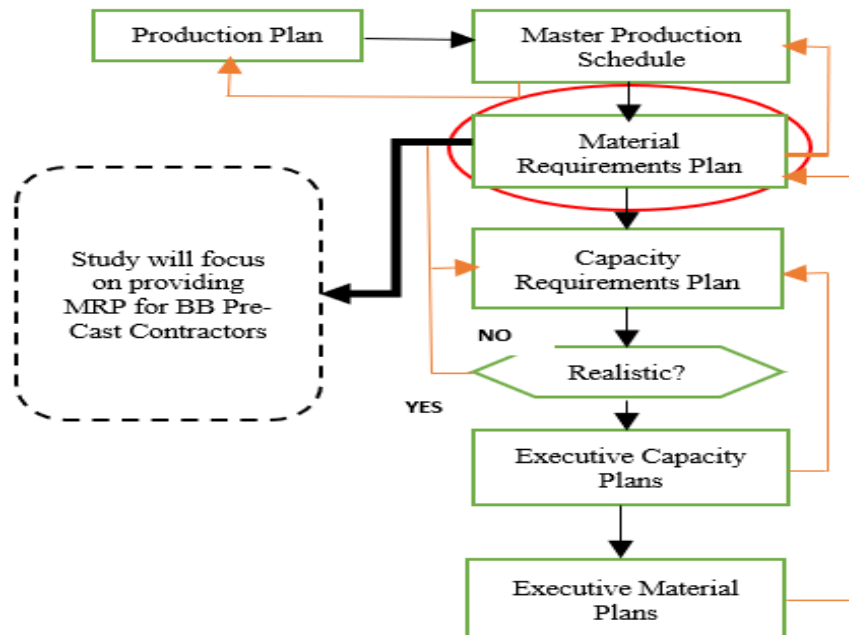 Production Plan
Master Production
Schedule
Material
Requirements Plan
Study will focus
on providing
MRP for BB Pre-
Cast Contractors
Capacity
Requirements Plan
NO
Realistic?
YES
Executive Capacity
Plans
Executive Material
Plans